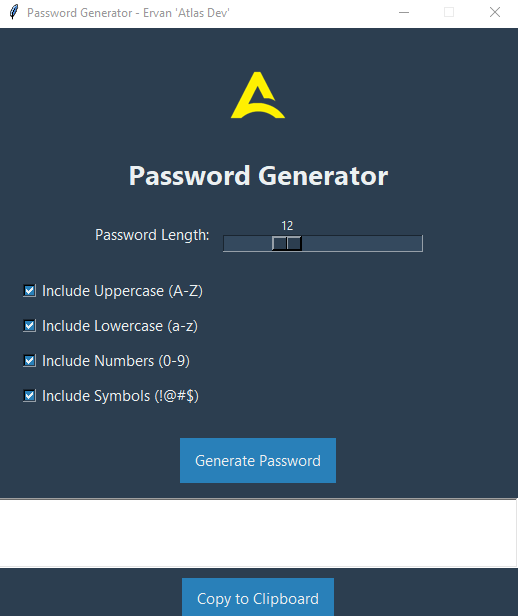 Password Generator - Ervan 'Atlas Dev'
Password Generator
12
Password Length:
Include Uppercase (A-Z)
Include Lowercase (a-z)
Include Numbers (0-9)
Include Symbols (!@#$)
Generate Password
Copy to Clipboard